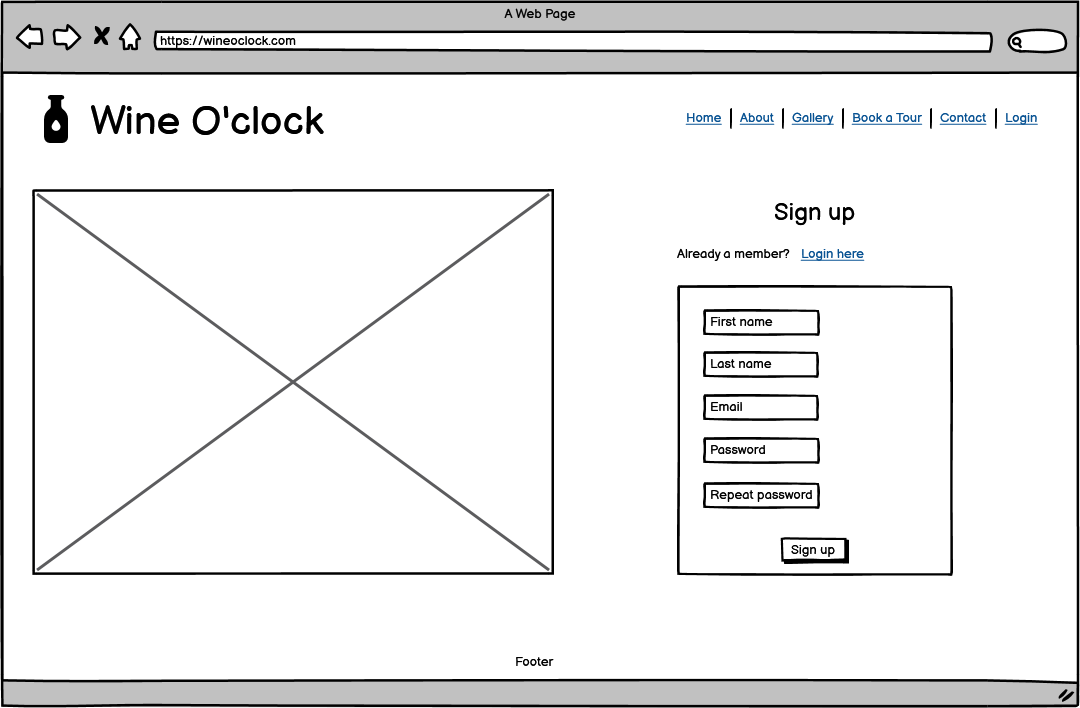 A Web Page
https://wineoclock.com
Wine O'clock
Home About Gallery Book a Tour Contact Login
Sign up
Already a member? Login here
First name
Last name
Email
Password
Repeat password
Sign up
Footer